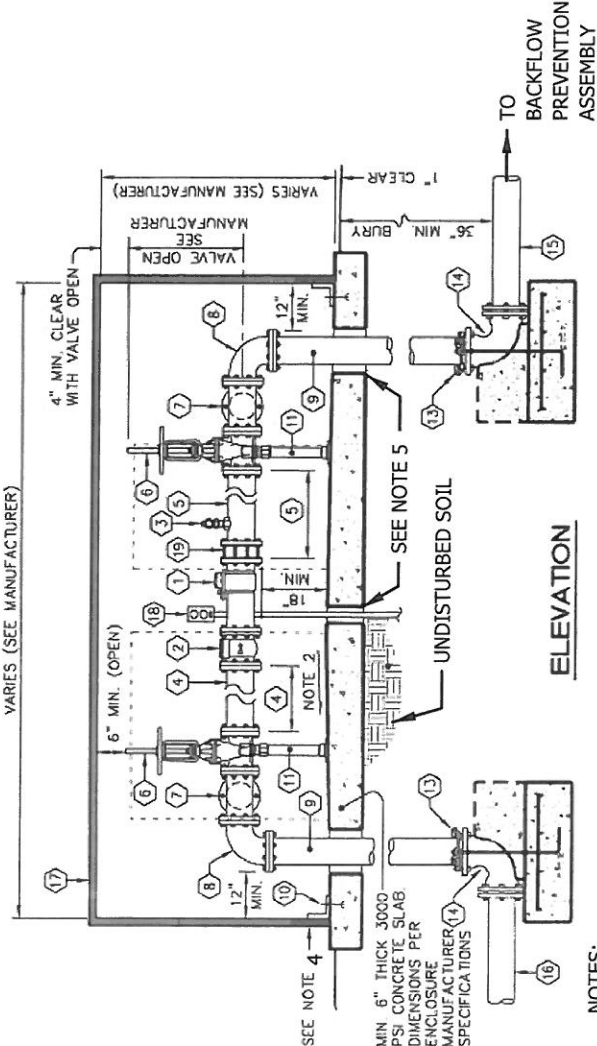 VARIES (SEE MANUFACTURER)
4" MIN. CLEAR
WITH VALVE OPEN
17
6" MIN. (OPEN)
VALVE OPEN
SEE
MANUFACTURER
VARIES (SEE MANUFACTURER)
1" CLEAR
36" MIN. BURY
6
7
8
4
2
18
1
19
3
5
6
7
8
12"
MIN.
10
9
11
4
NOTE 2
18"
MIN.
5
11
9
12"
MIN.
SEE NOTE 4
MIN 6" THICK 3000
PSI CONCRETE SLAB.
DIMENSIONS PER
ENCLOSURE
MANUFACTURER
SPECIFICATIONS
SEE NOTE 5
UNDISTURBED SOIL
13
14
16
13
14
15
TO
BACKFLOW
PREVENTION
ASSEMBLY
ELEVATION
NOTES: